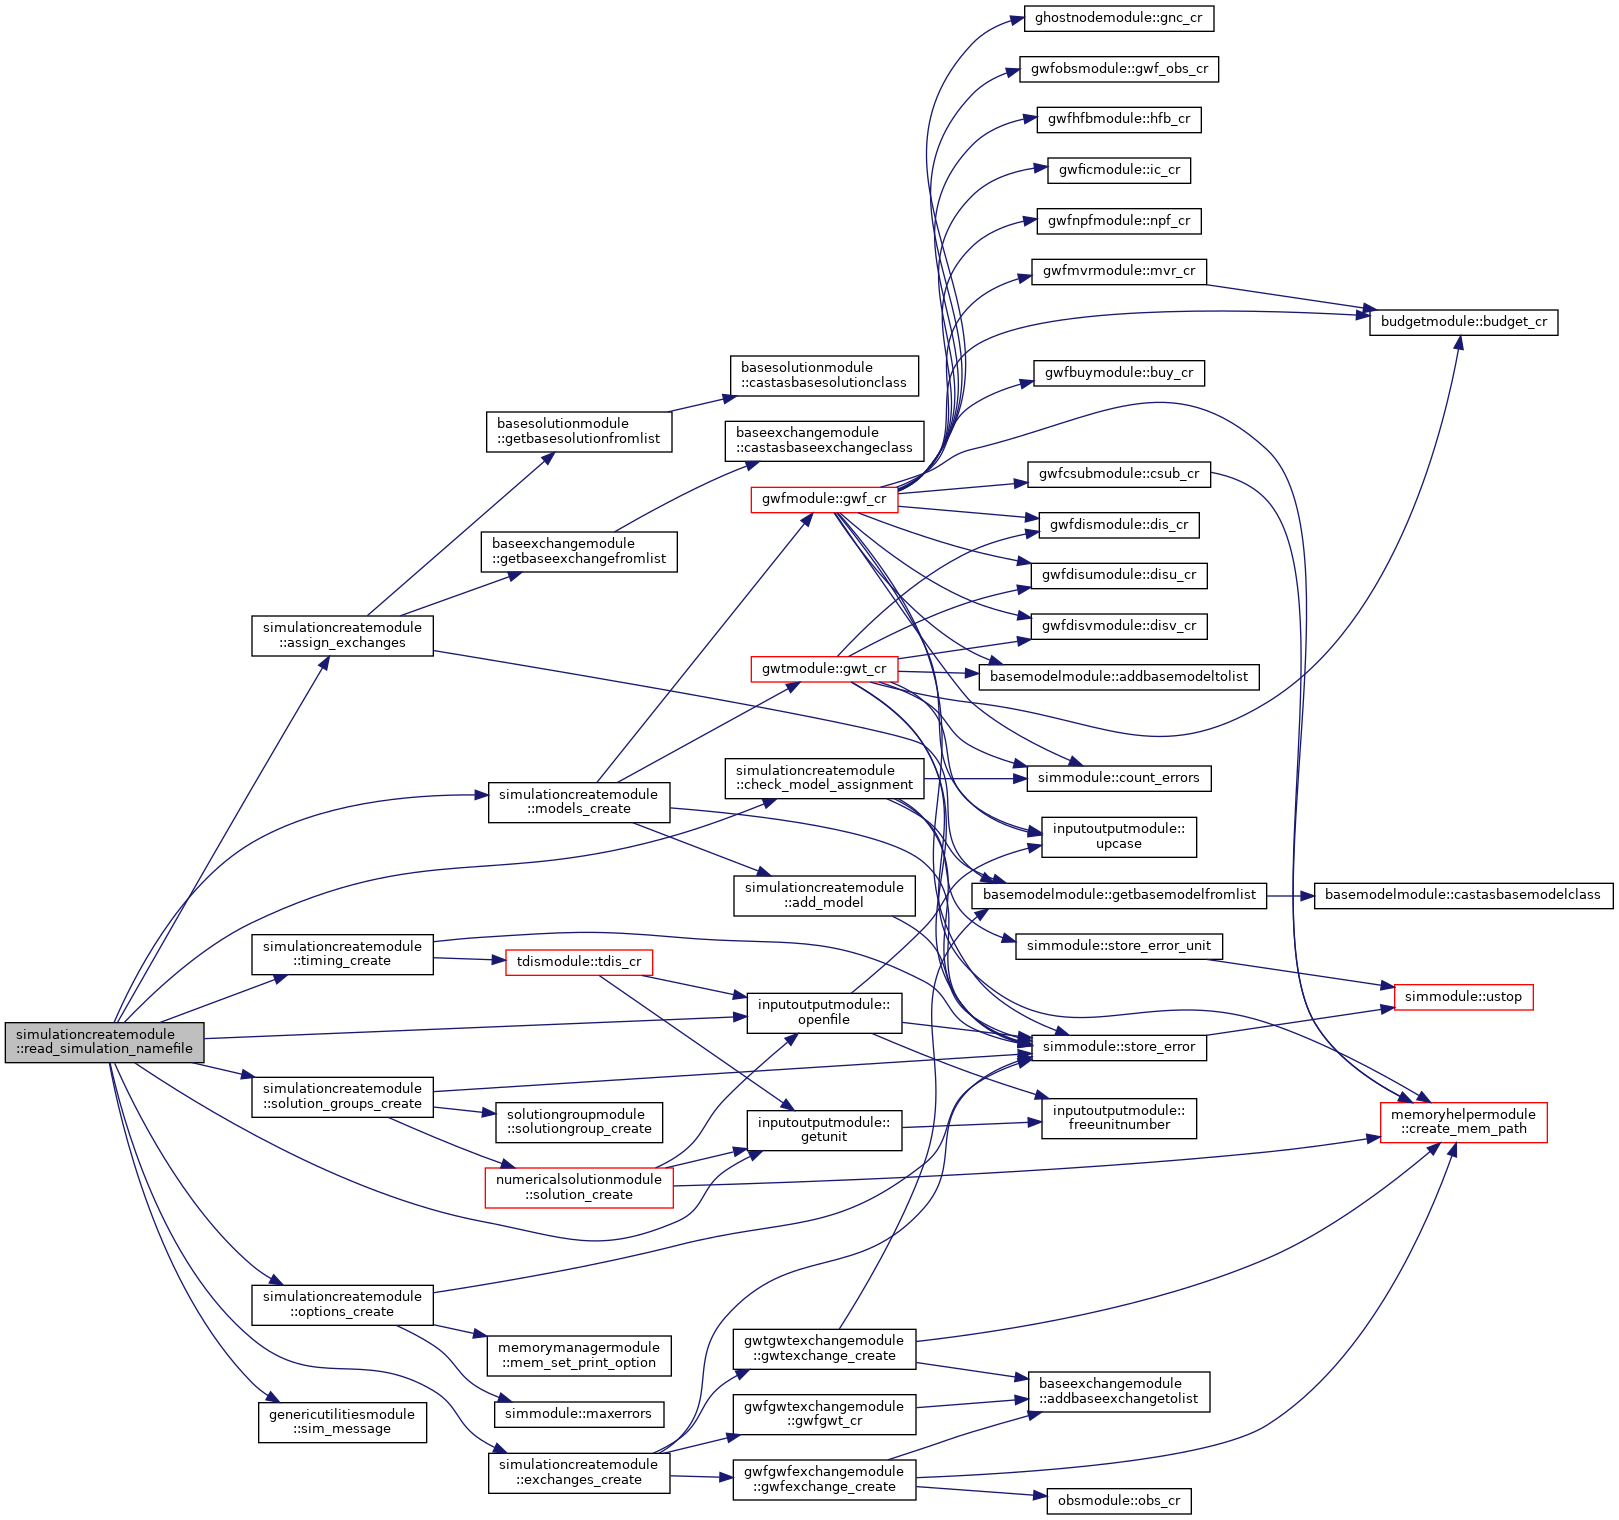 ghostnodemodule::gnc_cr
gwfobsmodule::gwf_obs_cr
gwfhfbmodule::hfb_cr
gwficmodule::ic_cr
gwfnpfmodule::npf_cr
gwfmvrmodule::mvr_cr
budgetmodule::budget_cr
basesolutionmodule
::castasbasesolutionclass
gwfbuymodule::buy_cr
basesolutionmodule
::getbasesolutionfromlist
baseexchangemodule
::castasbaseexchangeclass
gwfcsubmodule::csub_cr
gwfmodule::gwf_cr
gwfdismodule::dis_cr
baseexchangemodule
::getbaseexchangefromlist
gwfdisumodule::disu_cr
simulationcreatemodule
::assign_exchanges
gwfdisvmodule::disv_cr
gwtmodule::gwt_cr
basemodelmodule::addbasemodeltolist
simulationcreatemodule
::check_model_assignment
simmodule::count_errors
simulationcreatemodule
::models_create
inputoutputmodule::
upcase
simulationcreatemodule
::add_model
basemodelmodule::getbasemodelfromlist
basemodelmodule::castasbasemodelclass
simulationcreatemodule
::timing_create
simmodule::store_error_unit
tdismodule::tdis_cr
simmodule::ustop
inputoutputmodule::
openfile
simulationcreatemodule
::read_simulation_namefile
simmodule::store_error
simulationcreatemodule
::solution_groups_create
solutiongroupmodule
::solutiongroup_create
inputoutputmodule::
getunit
inputoutputmodule::
freeunitnumber
memoryhelpermodule
::create_mem_path
numericalsolutionmodule
::solution_create
simulationcreatemodule
::options_create
memorymanagermodule
::mem_set_print_option
gwtgwtexchangemodule
::gwtexchange_create
baseexchangemodule
::addbaseexchangetolist
genericutilitiesmodule
::sim_message
simmodule::maxerrors
gwfgwtexchangemodule
::gwfgwt_cr
simulationcreatemodule
::exchanges_create
gwfgwfexchangemodule
::gwfexchange_create
obsmodule::obs_cr